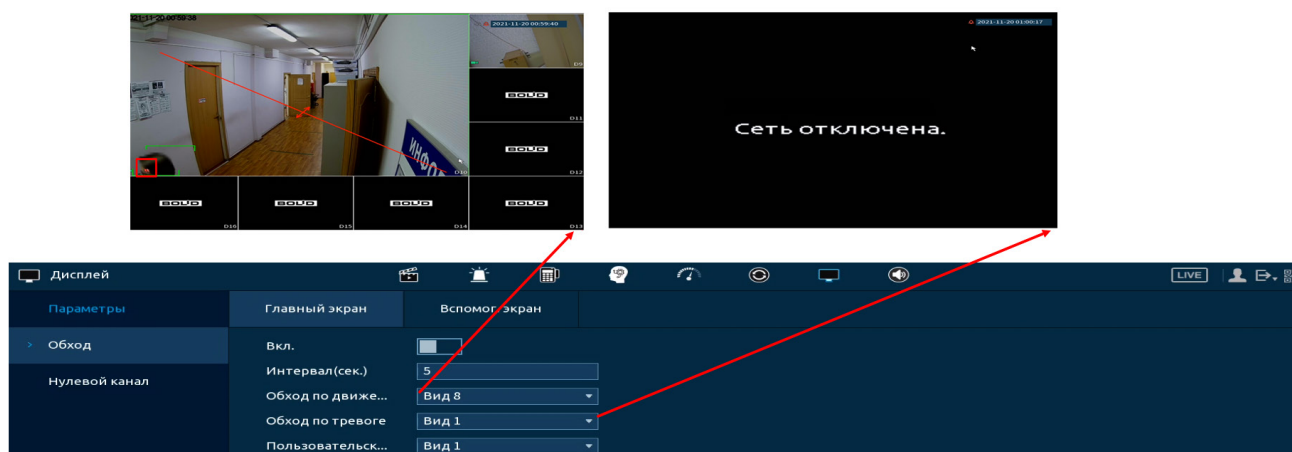 2021-11-20 00:59:38
2021-11-20 00:59:40
D9
BOLID
D11
ИНФО
D10
BOLID
D12
BOLID
D16
BOLID
D15
BOLID
D14
BOLID
D13
2021-11-20 01:00:17
Сеть отключена.
Дисплей
LIVE
Параметры
Главный экран
Вспомог. экран
> Обход
Вкл.
Интервал(сек.)
5
Нулевой канал
Обход по движе...
Вид 8
Обход по тревоге
Вид 1
Пользовательск...
Вид 1